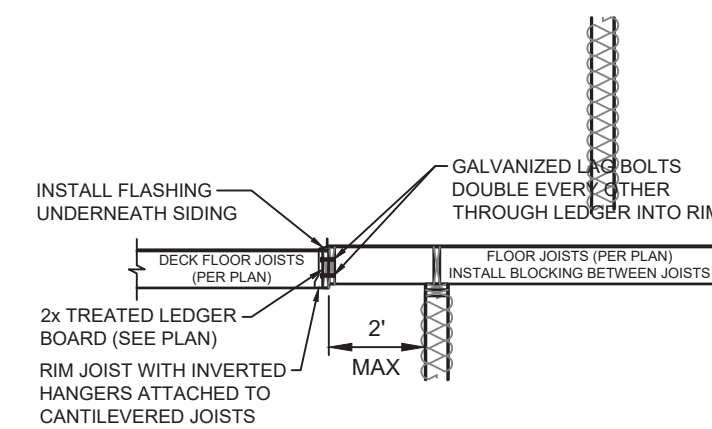 GALVANIZED LAG BOLTS
DOUBLE EVERY OTHER
THROUGH LEDGER INTO RIM
INSTALL FLASHING
UNDERNEATH SIDING
DECK FLOOR JOISTS
(PER PLAN)
FLOOR JOISTS (PER PLAN)
INSTALL BLOCKING BETWEEN JOISTS
2x TREATED LEDGER
BOARD (SEE PLAN)
2'
MAX
RIM JOIST WITH INVERTED
HANGERS ATTACHED TO
CANTILEVERED JOISTS